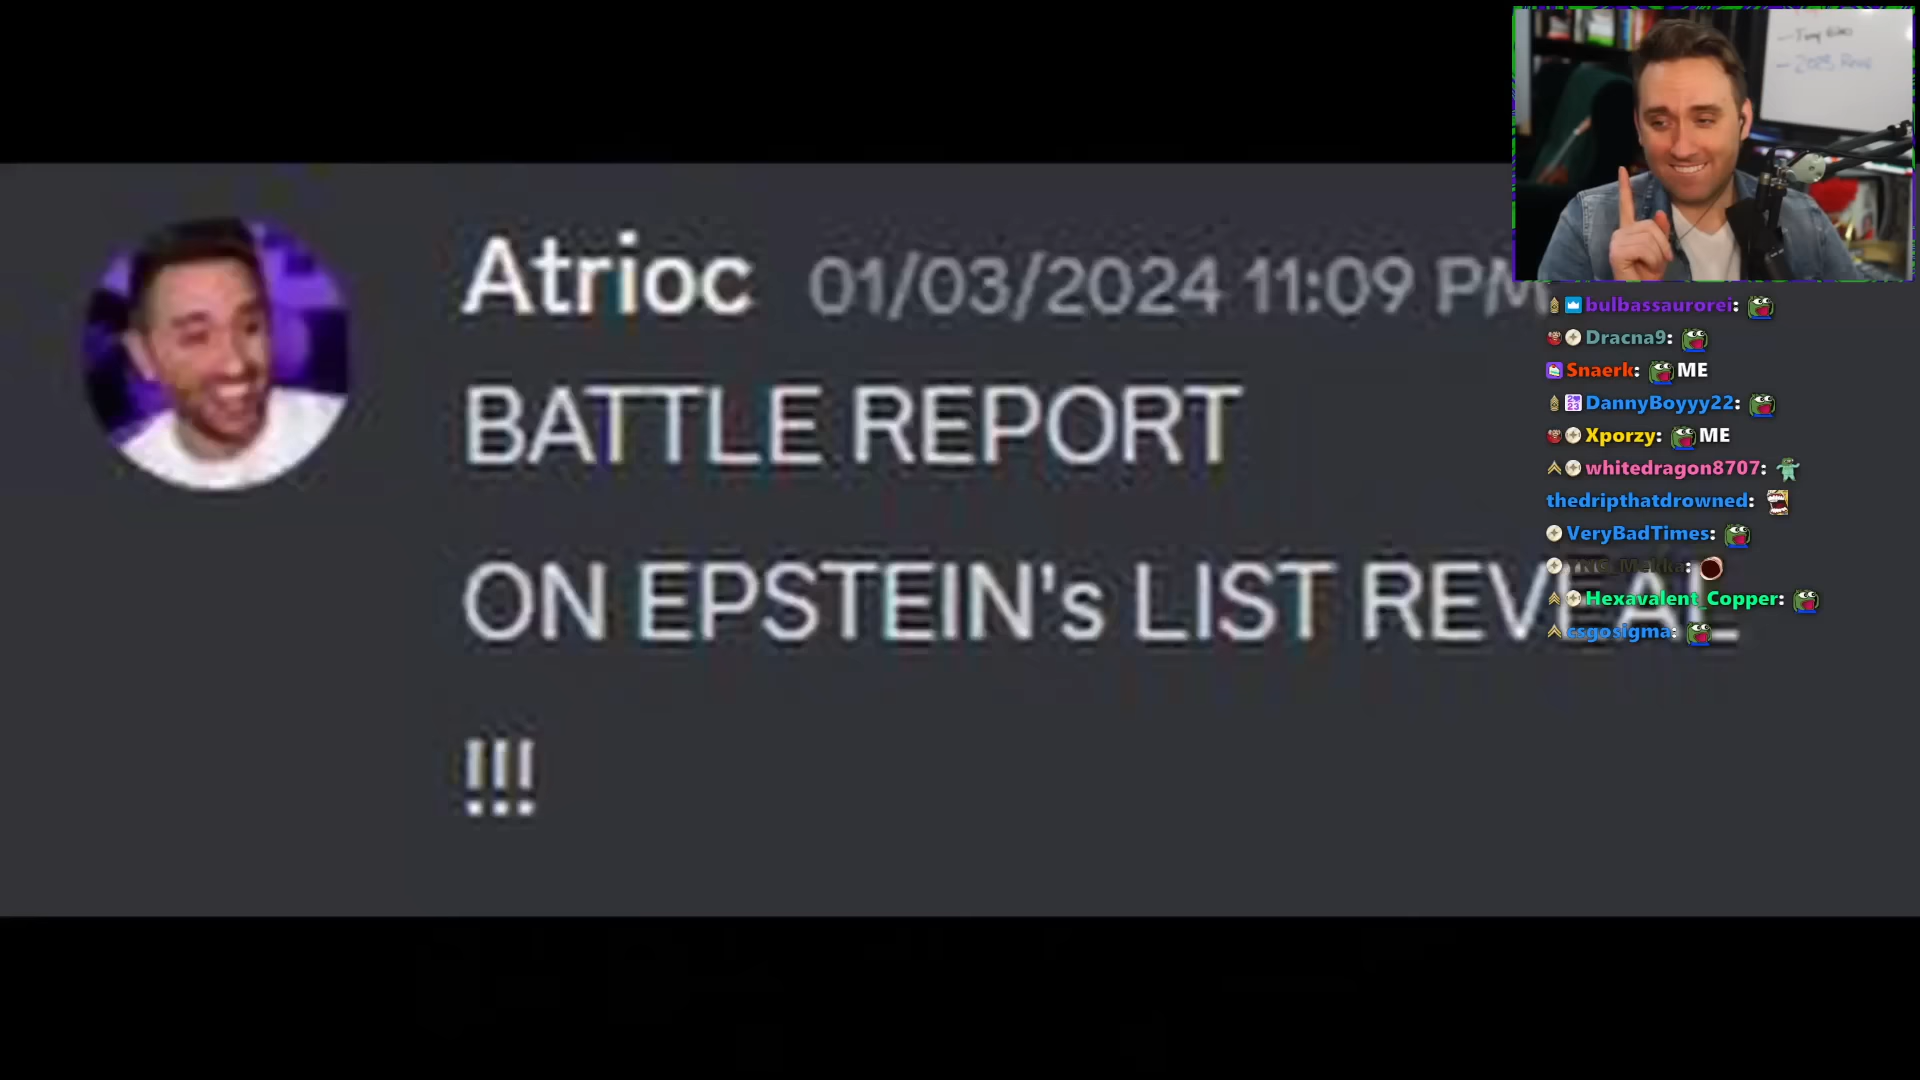 Atrioc 01/03/2024 11:09 PM
BATTLE REPORT
ON EPSTEIN's LIST REVEAL
!!!
bulbassaurorei:
Dracna9:
Snaerk: ME
DannyBoyyy22:
Xporzy: ME
whitedragon8707:
thedripthatdrowned:
VeryBadTimes:
YNG_Mekka:
Hexavalent_Copper:
csgosigma: